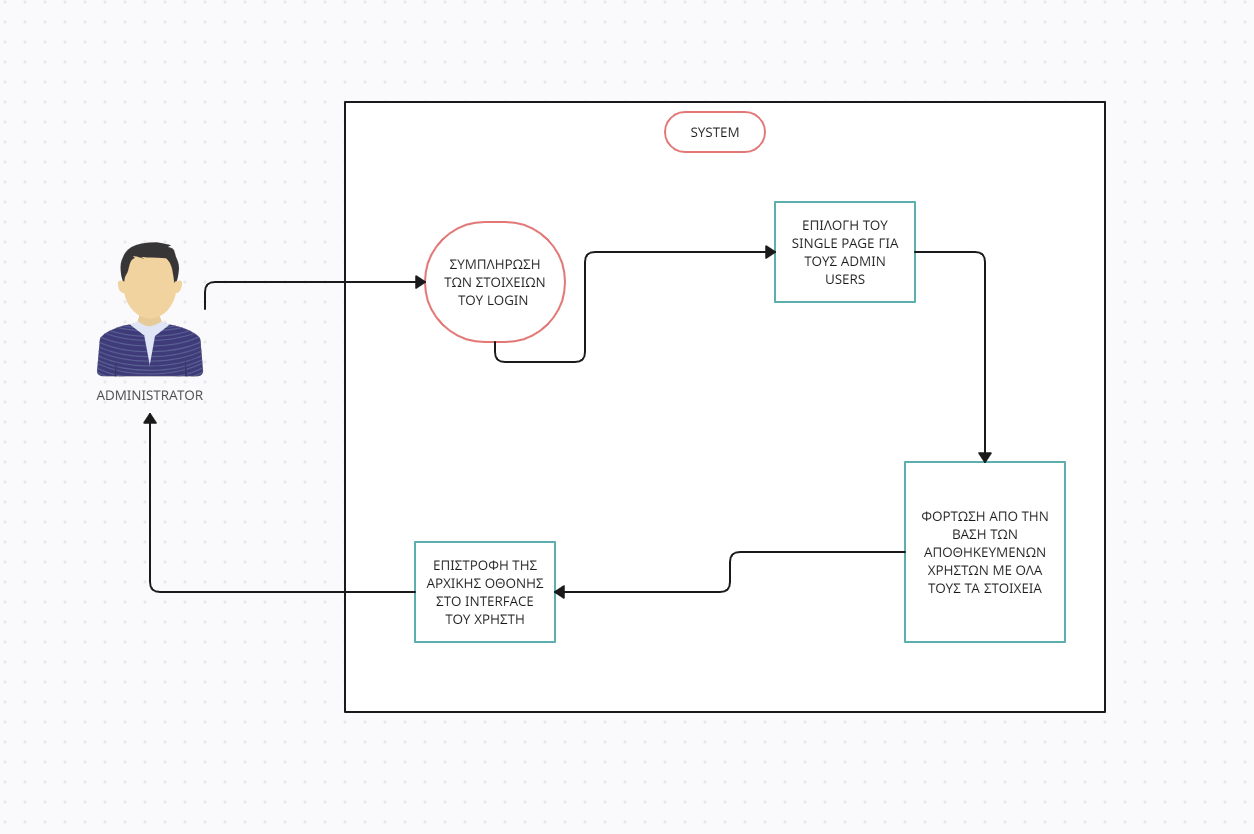 SYSTEM
ΣΥΜΠΛΗΡΩΣΗ
ΤΩΝ ΣΤΟΙΧΕΙΩΝ
ΤΟΥ LOGIN
ΕΠΙΛΟΓΗ ΤΟΥ
SINGLE PAGE ΓΙΑ
ΤΟΥΣ ADMIN
USERS
ADMINISTRATOR
ΦΟΡΤΩΣΗ ΑΠΟ ΤΗΝ
ΒΑΣΗ ΤΩΝ
ΑΠΟΘΗΚΕΥΜΕΝΩΝ
ΧΡΗΣΤΩΝ ΜΕ ΟΛΑ
ΤΟΥΣ ΤΑ ΣΤΟΙΧΕΙΑ
ΕΠΙΣΤΡΟΦΗ ΤΗΣ
ΑΡΧΙΚΗΣ ΟΘΟΝΗΣ
ΣΤΟ INTERFACE
ΤΟΥ ΧΡΗΣΤΗ